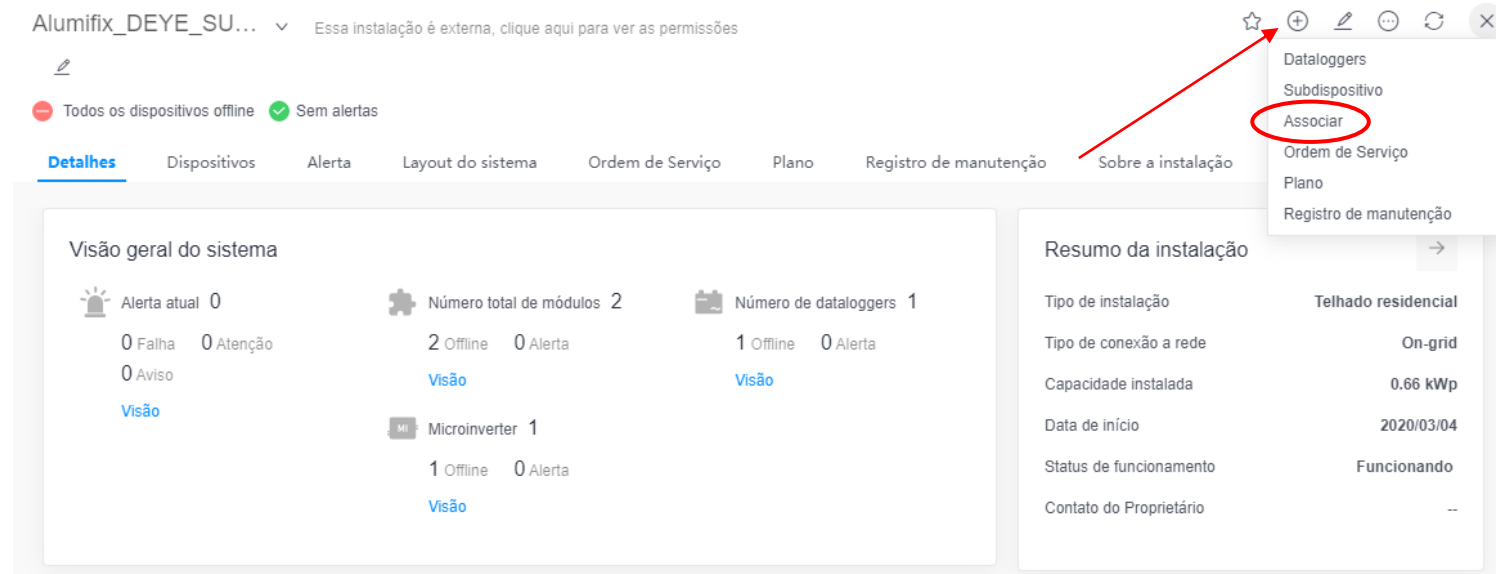 Alumifix_DEYE_SU... Essa instalação é externa, clique aqui para ver as permissões
Dataloggers
Subdispositivo
Associar
Ordem de Serviço
Plano
Registro de manutenção
Todos os dispositivos offline Sem alertas
Detalhes Dispositivos Alerta Layout do sistema Ordem de Serviço Plano Registro de manutenção Sobre a instalação
Visão geral do sistema
Alerta atual 0
0 Falha 0 Atenção
0 Aviso
Visão
Número total de módulos 2
2 Offline 0 Alerta
Visão
Número de dataloggers 1
1 Offline 0 Alerta
Visão
MI Microinverter 1
1 Offline 0 Alerta
Visão
Resumo da instalação
Tipo de instalação Telhado residencial
Tipo de conexão a rede On-grid
Capacidade instalada 0.66 kWp
Data de início 2020/03/04
Status de funcionamento Funcionando
Contato do Proprietário --